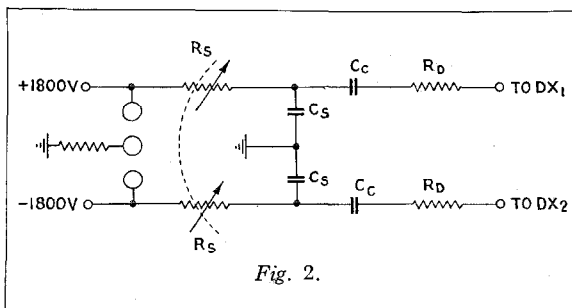 R_S
+1800V
C_C
R_D
TO DX_1
C_S
C_S
-1800V
R_S
C_C
R_D
TO DX_2
Fig. 2.